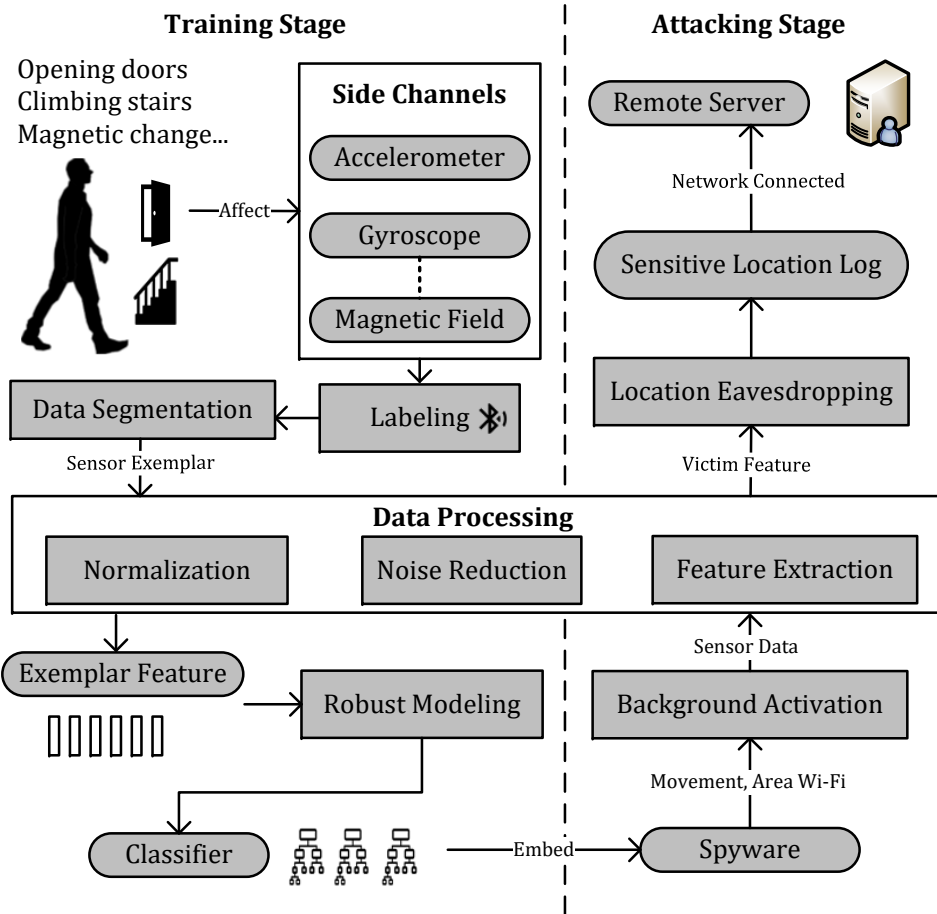 Training Stage
Attacking Stage
Opening doors
Climbing stairs
Magnetic change...
Affect
Side Channels
Accelerometer
Gyroscope
Magnetic Field
Labeling
Data Segmentation
Sensor Exemplar
Remote Server
Network Connected
Sensitive Location Log
Location Eavesdropping
Victim Feature
Data Processing
Normalization
Noise Reduction
Feature Extraction
Exemplar Feature
Robust Modeling
Classifier
Embed
Sensor Data
Background Activation
Movement, Area Wi-Fi
Spyware